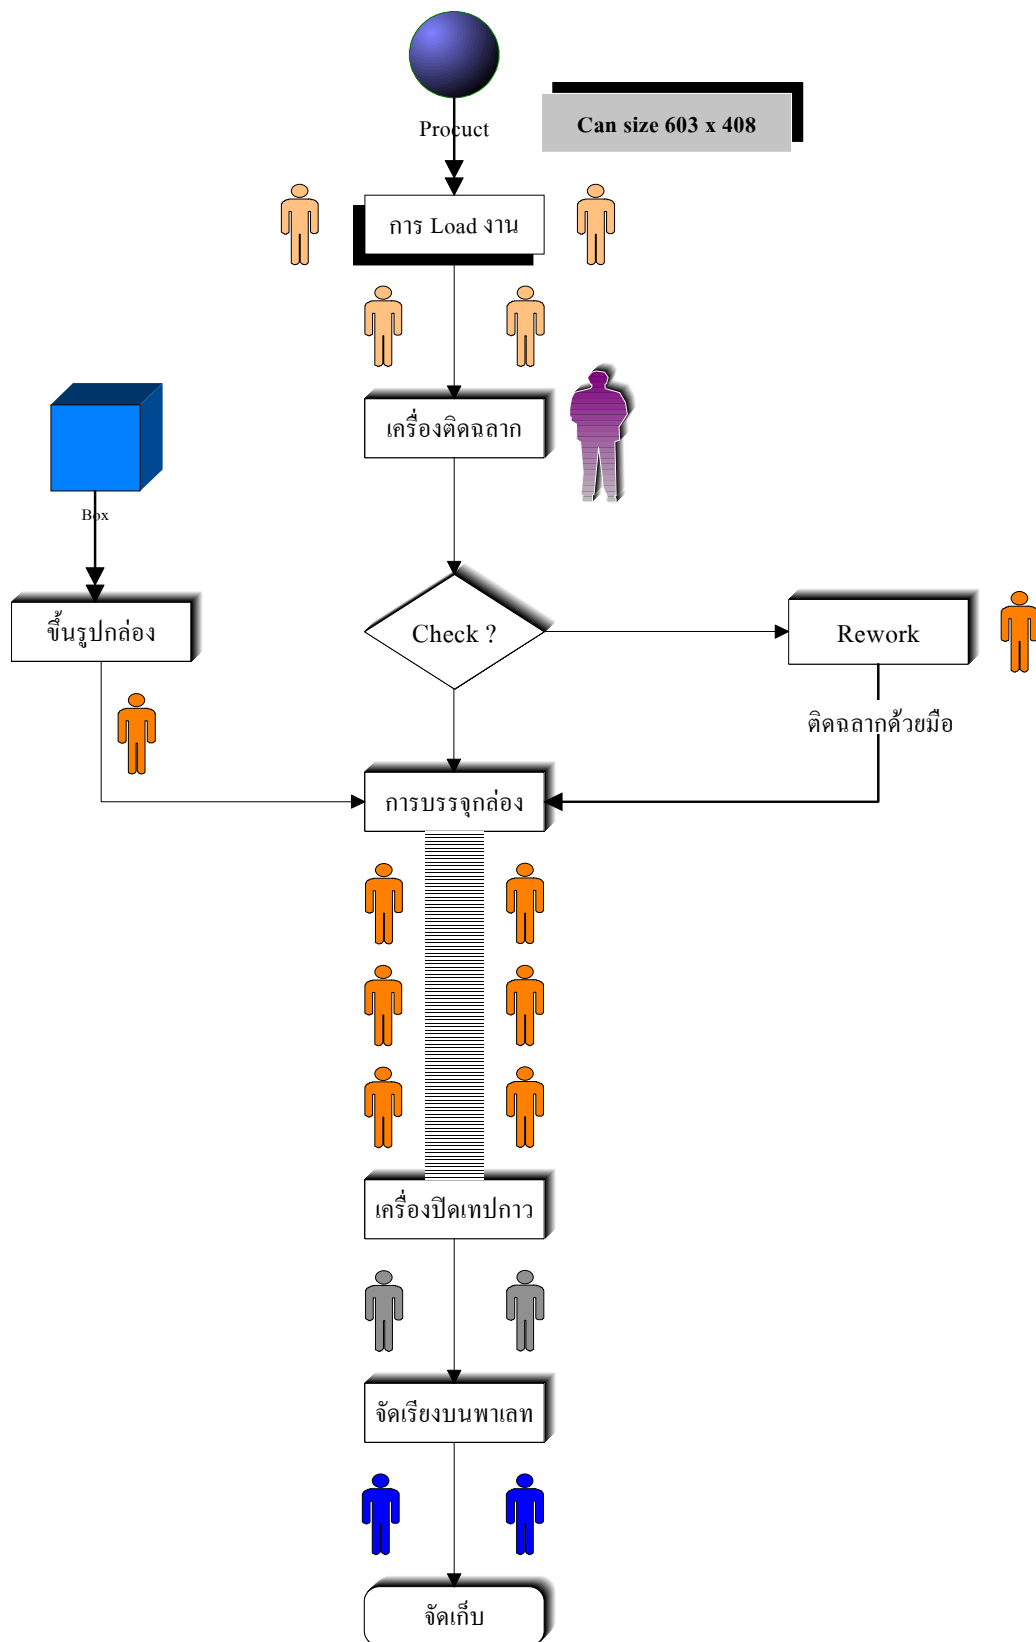 Procuct
Can size 603 x 408
การ Load งาน
เครื่องติดฉลาก
Box
ขึ้นรูปกล่อง
Check ?
Rework
ติดฉลากด้วยมือ
การบรรจุกล่อง
เครื่องปิดเทปกาว
จัดเรียงบนพาเลท
จัดเก็บ